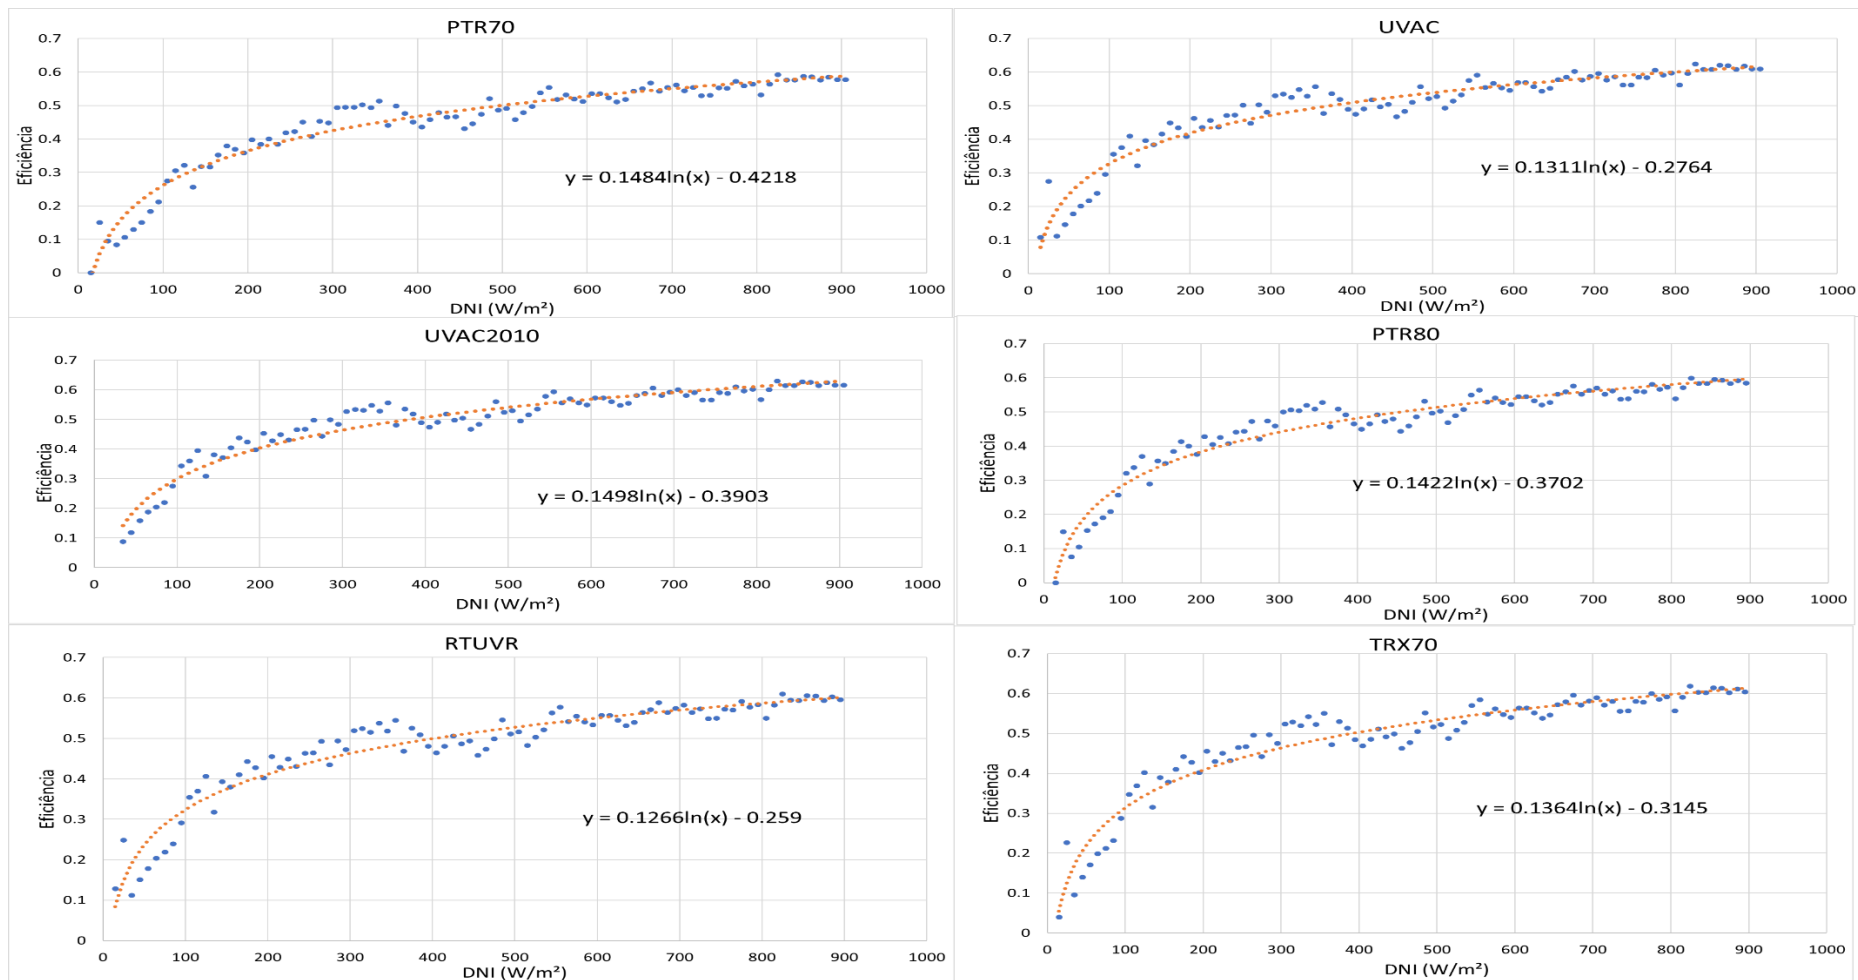 PTR70
0.7
0.6
0.5
0.4
0.3
0.2
0.1
0
Eficiência
y = 0.1484ln(x) - 0.4218
0 100 200 300 400 500 600 700 800 900 1000
DNI (W/m²)
UVAC
0.7
0.6
0.5
0.4
0.3
0.2
0.1
0
Eficiência
y = 0.1311ln(x) - 0.2764
0 100 200 300 400 500 600 700 800 900 1000
DNI (W/m²)
UVAC2010
0.7
0.6
0.5
0.4
0.3
0.2
0.1
0
Eficiência
y = 0.1498ln(x) - 0.3903
0 100 200 300 400 500 600 700 800 900 1000
DNI (W/m²)
PTR80
0.7
0.6
0.5
0.4
0.3
0.2
0.1
0
Eficiência
y = 0.1422ln(x) - 0.3702
0 100 200 300 400 500 600 700 800 900 1000
DNI (W/m²)
RTUVR
0.7
0.6
0.5
0.4
0.3
0.2
0.1
0
Eficiência
y = 0.1266ln(x) - 0.259
0 100 200 300 400 500 600 700 800 900 1000
DNI (W/m²)
TRX70
0.7
0.6
0.5
0.4
0.3
0.2
0.1
0
Eficiência
y = 0.1364ln(x) - 0.3145
0 100 200 300 400 500 600 700 800 900 1000
DNI (W/m²)